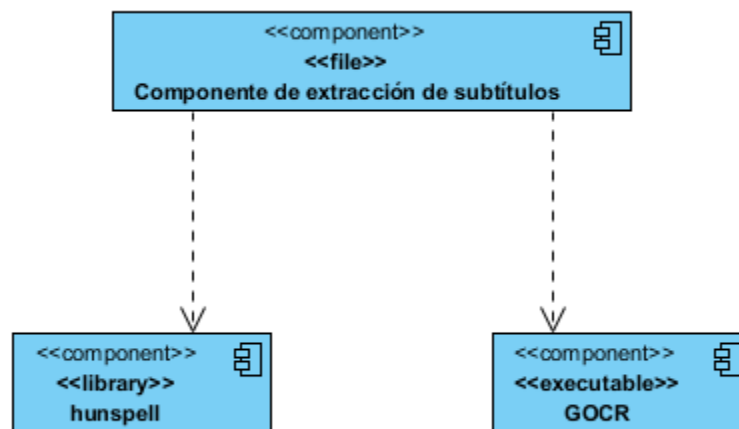 <<component>>
<<file>>
Componente de extracción de subtítulos
<<component>>
<<library>>
hunspell
<<component>>
<<executable>>
GOCR